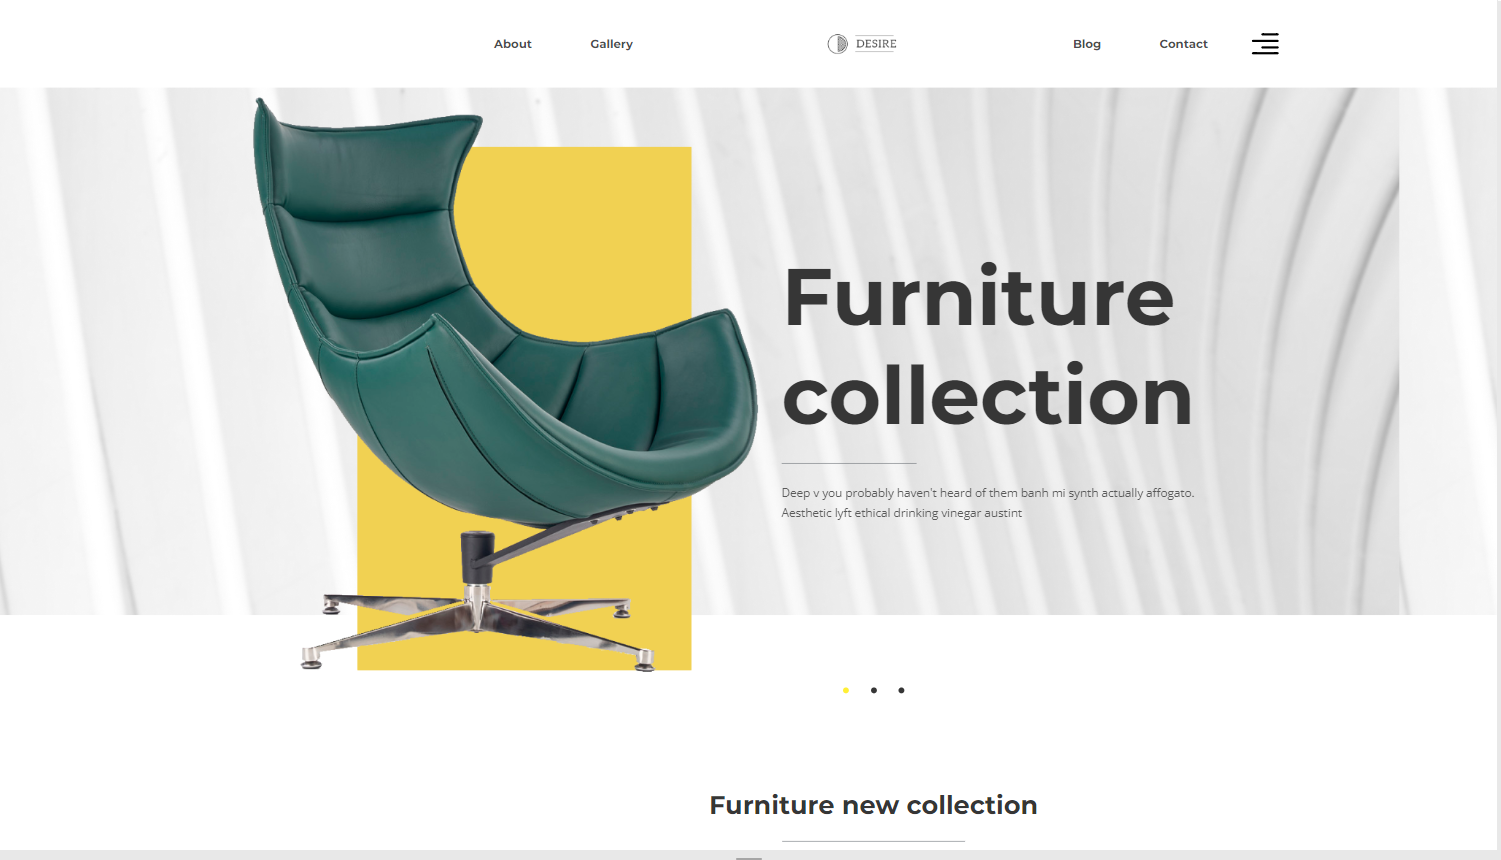 About
Gallery
DESIRE
Blog
Contact
Furniture
collection
Deep v you probably haven't heard of them banh mi synth actually affogato.
Aesthetic lyft ethical drinking vinegar austint
Furniture new collection